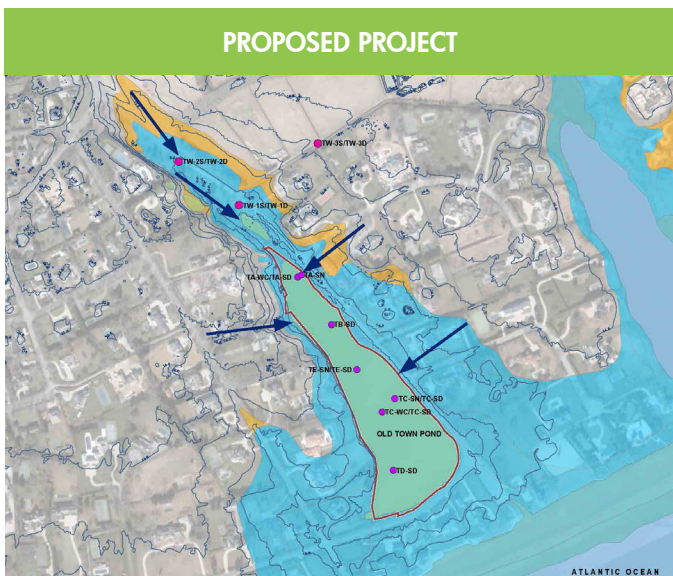 PROPOSED PROJECT
TW-3S/TW-3D
TW-2S/TW-2D
TW-1S/TW-1D
TA-SN
TA-WC/TA-SD
TB-SD
TE-SN/TE-SD
TC-SN/TC-SD
TC-WC/TC-SD
OLD TOWN POND
TD-SD
ATLANTIC OCEAN